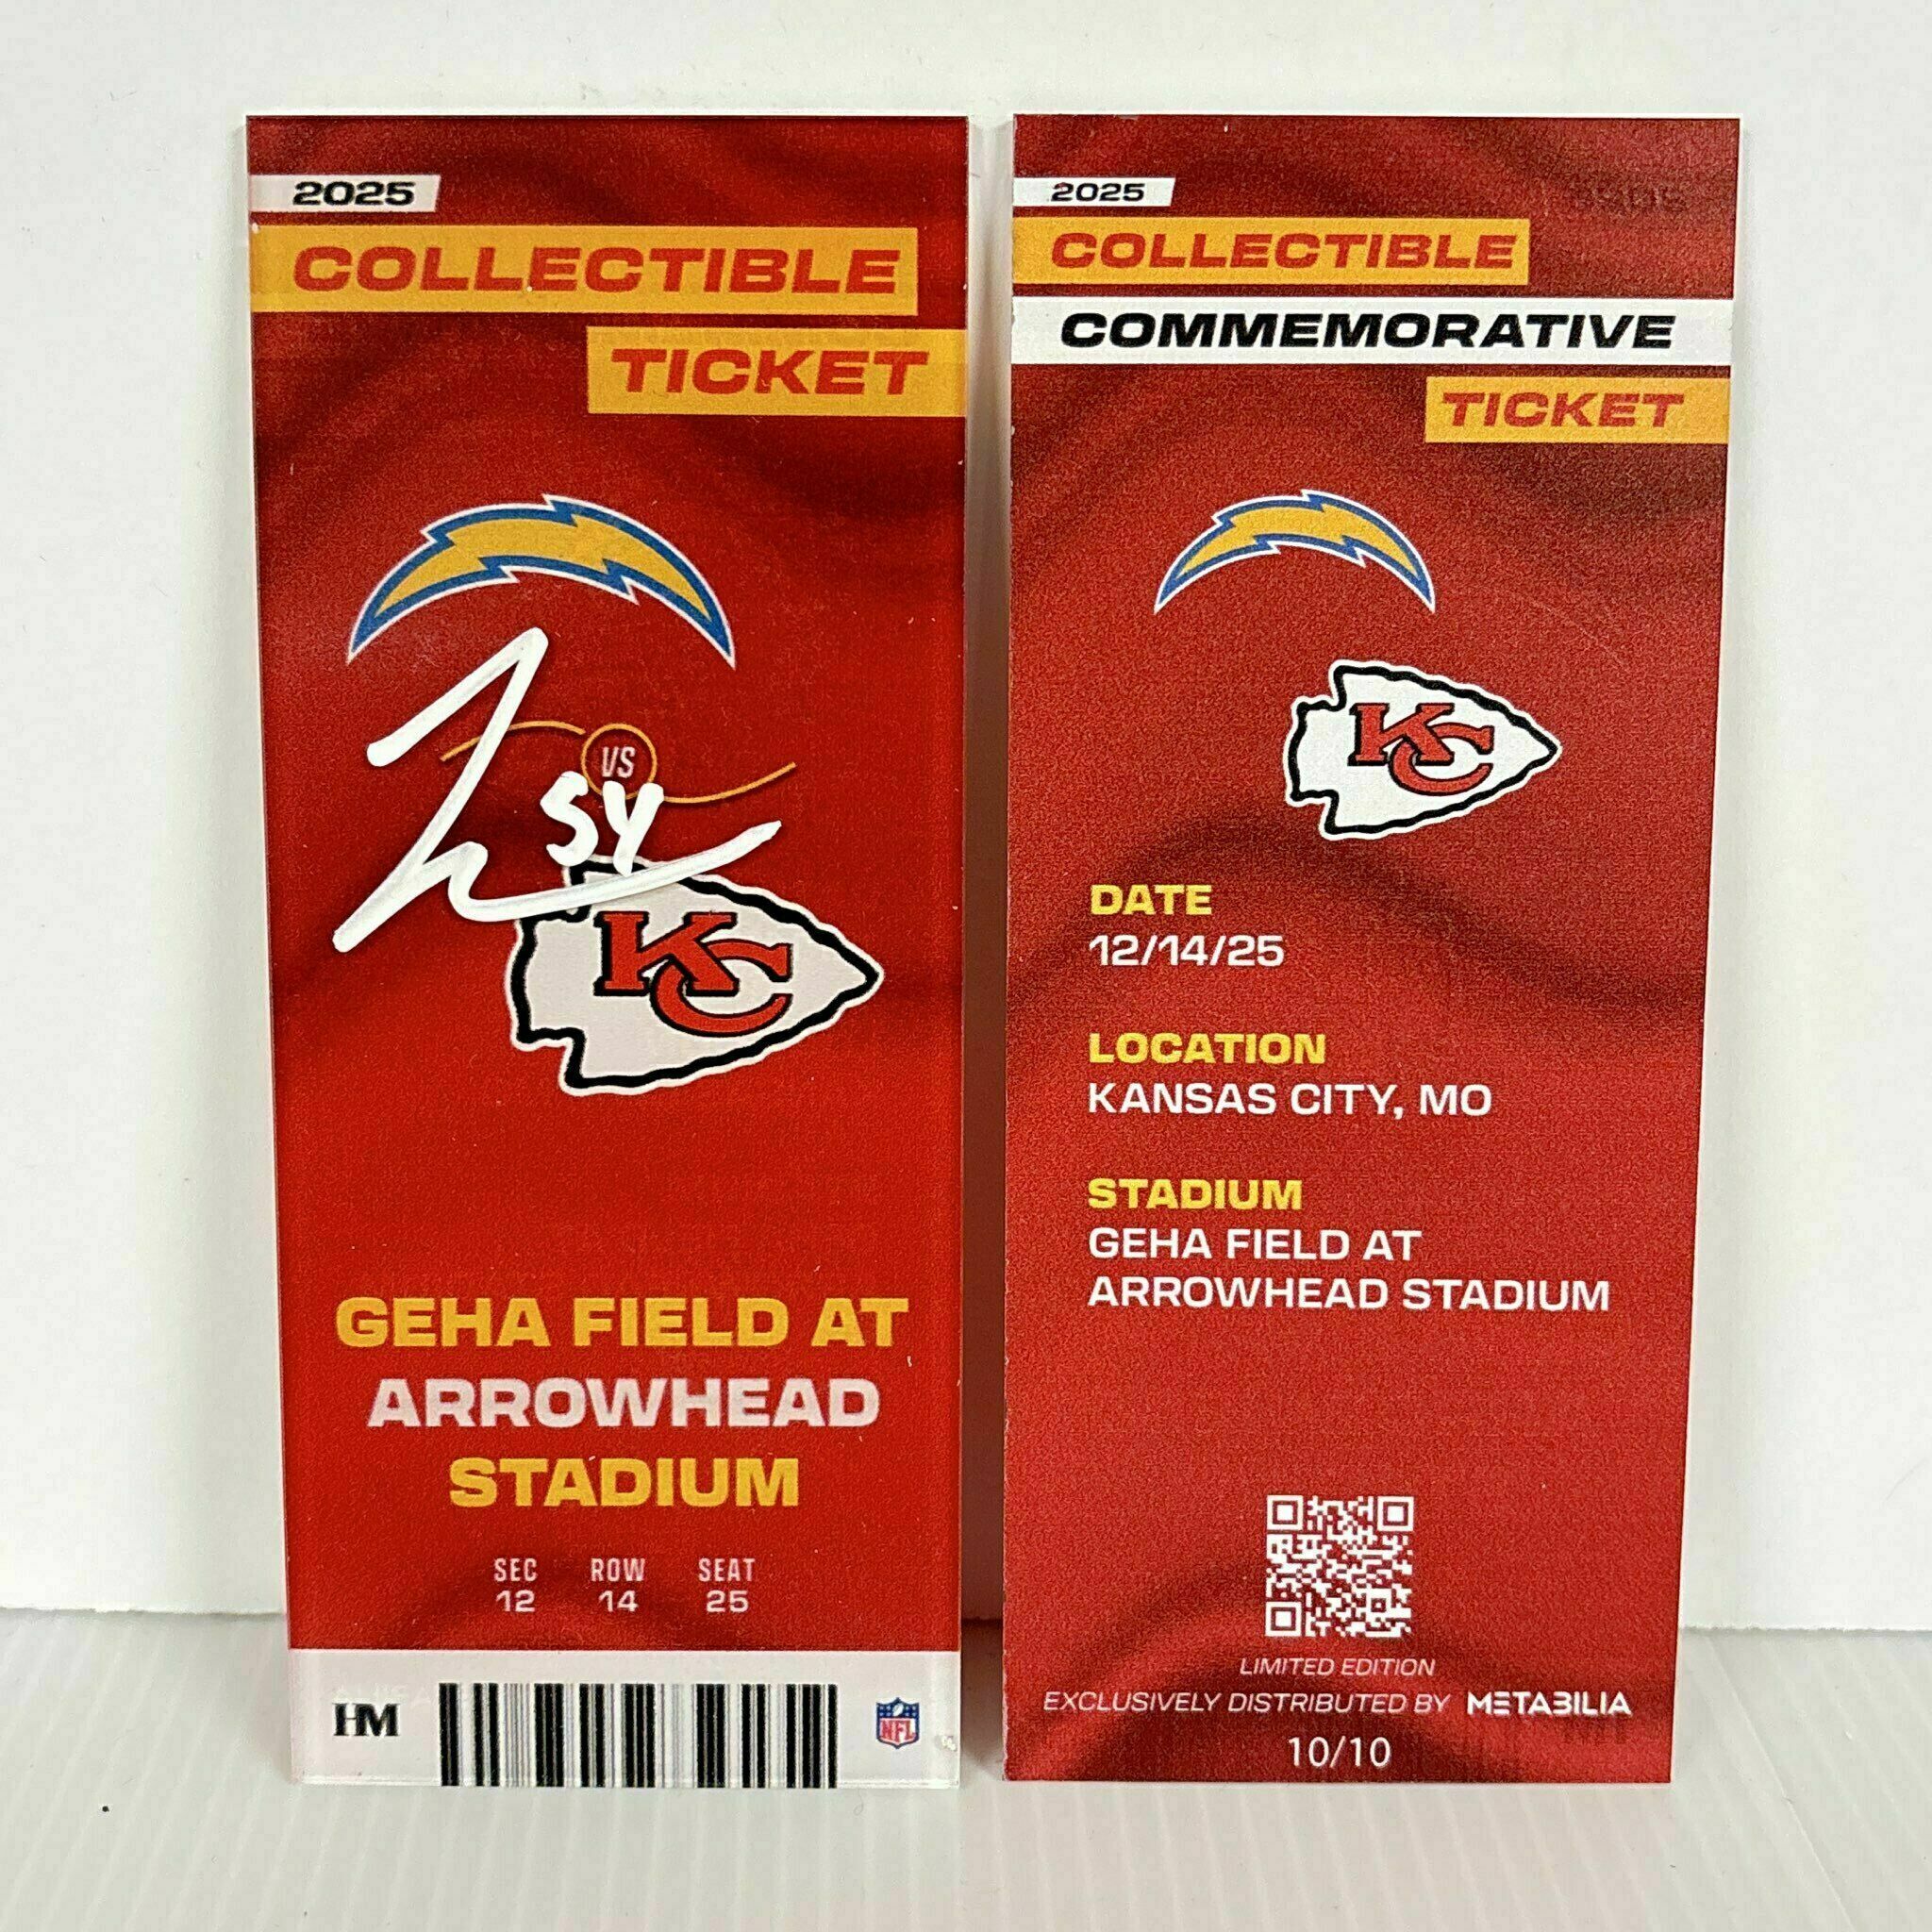 2025
COLLECTIBLE
TICKET
VS
54
KC
GEHA FIELD AT
ARROWHEAD
STADIUM
SEC ROW SEAT
12 14 25
HM
NFL
2025
COLLECTIBLE
COMMEMORATIVE
TICKET
KC
DATE
12/14/25
LOCATION
KANSAS CITY, MO
STADIUM
GEHA FIELD AT
ARROWHEAD STADIUM
LIMITED EDITION
EXCLUSIVELY DISTRIBUTED BY METABILIA
10/10